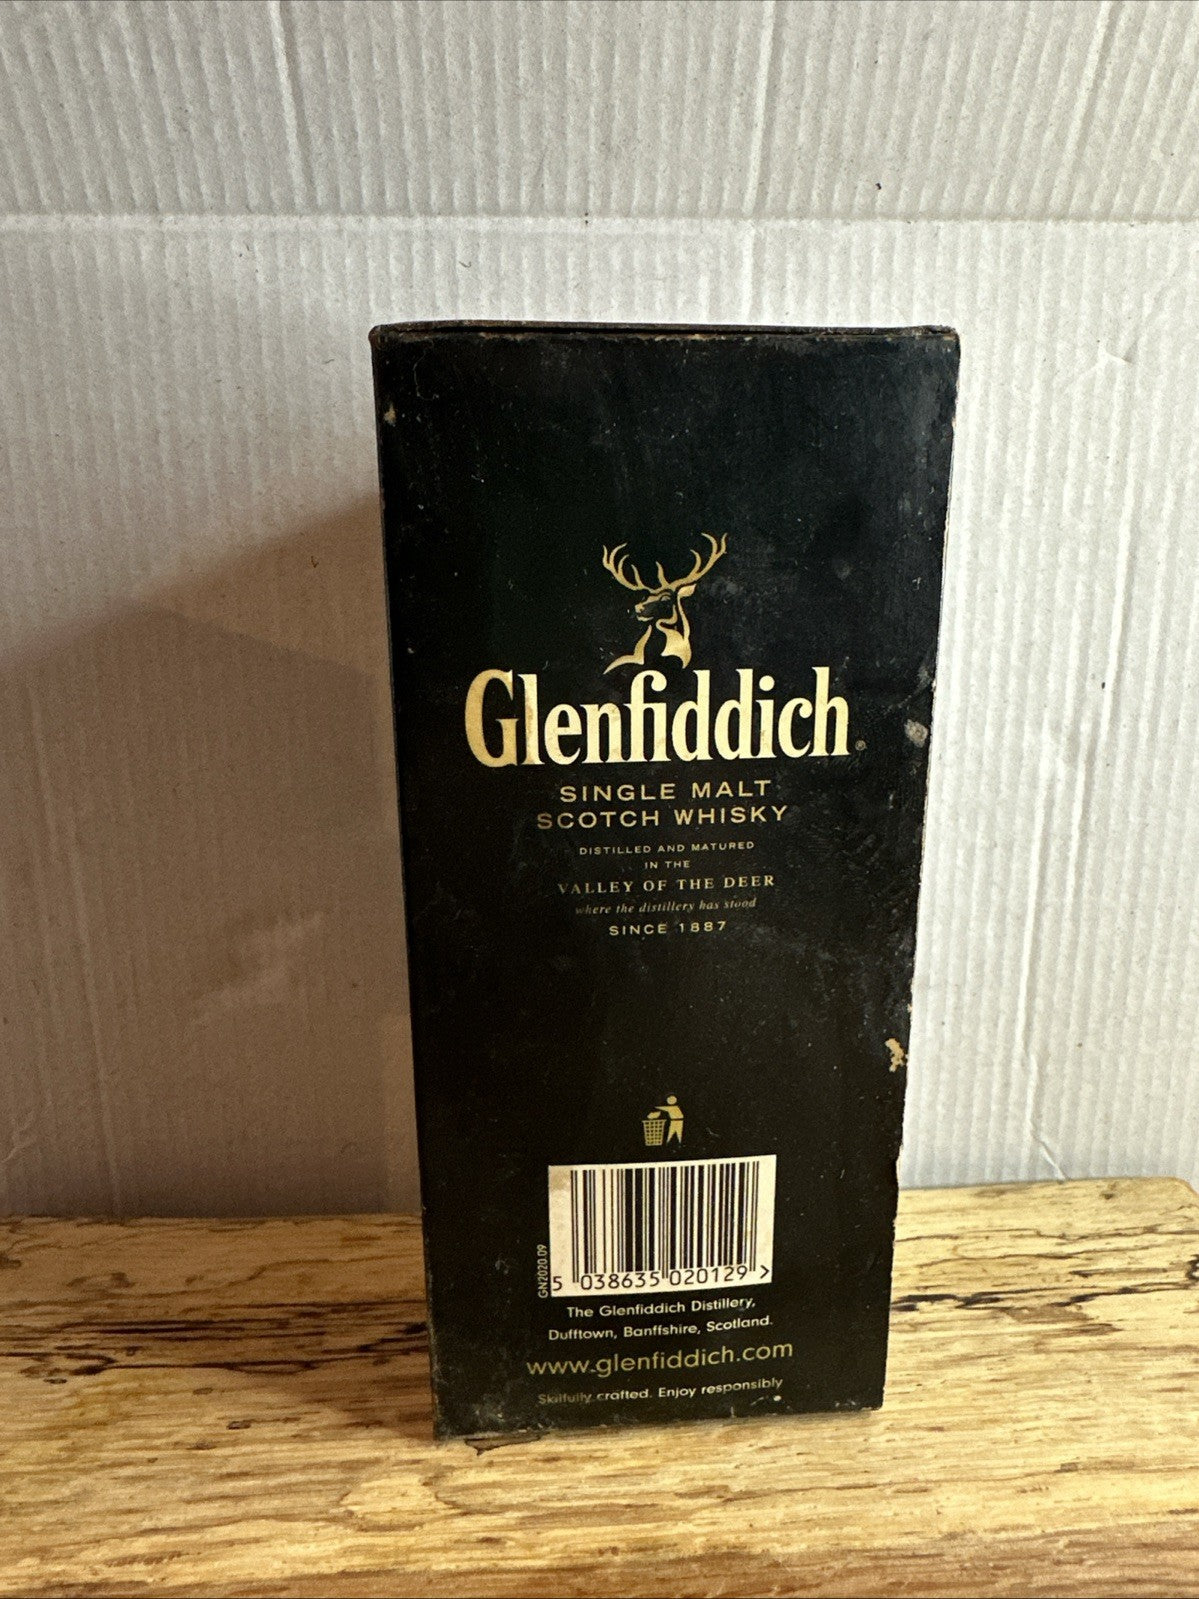 Glenfiddich®
SINGLE MALT
SCOTCH WHISKY
DISTILLED AND MATURED
IN THE
VALLEY OF THE DEER
where the distillery has stood
SINCE 1887
GN2020.09
5 038635 020129 >
The Glenfiddich Distillery,
Dufftown, Banffshire, Scotland.
www.glenfiddich.com
Skilfully crafted. Enjoy responsibly